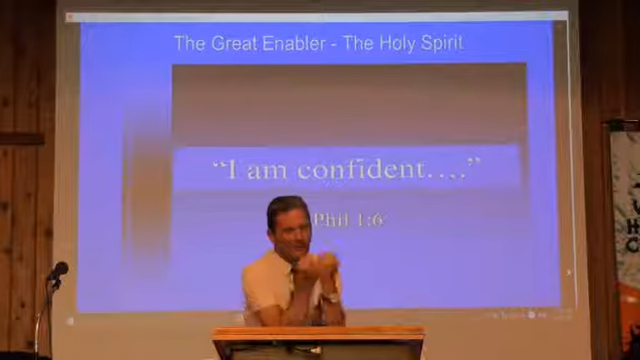 The Great Enabler - The Holy Spirit
“I am confident….”
Phil 1:6